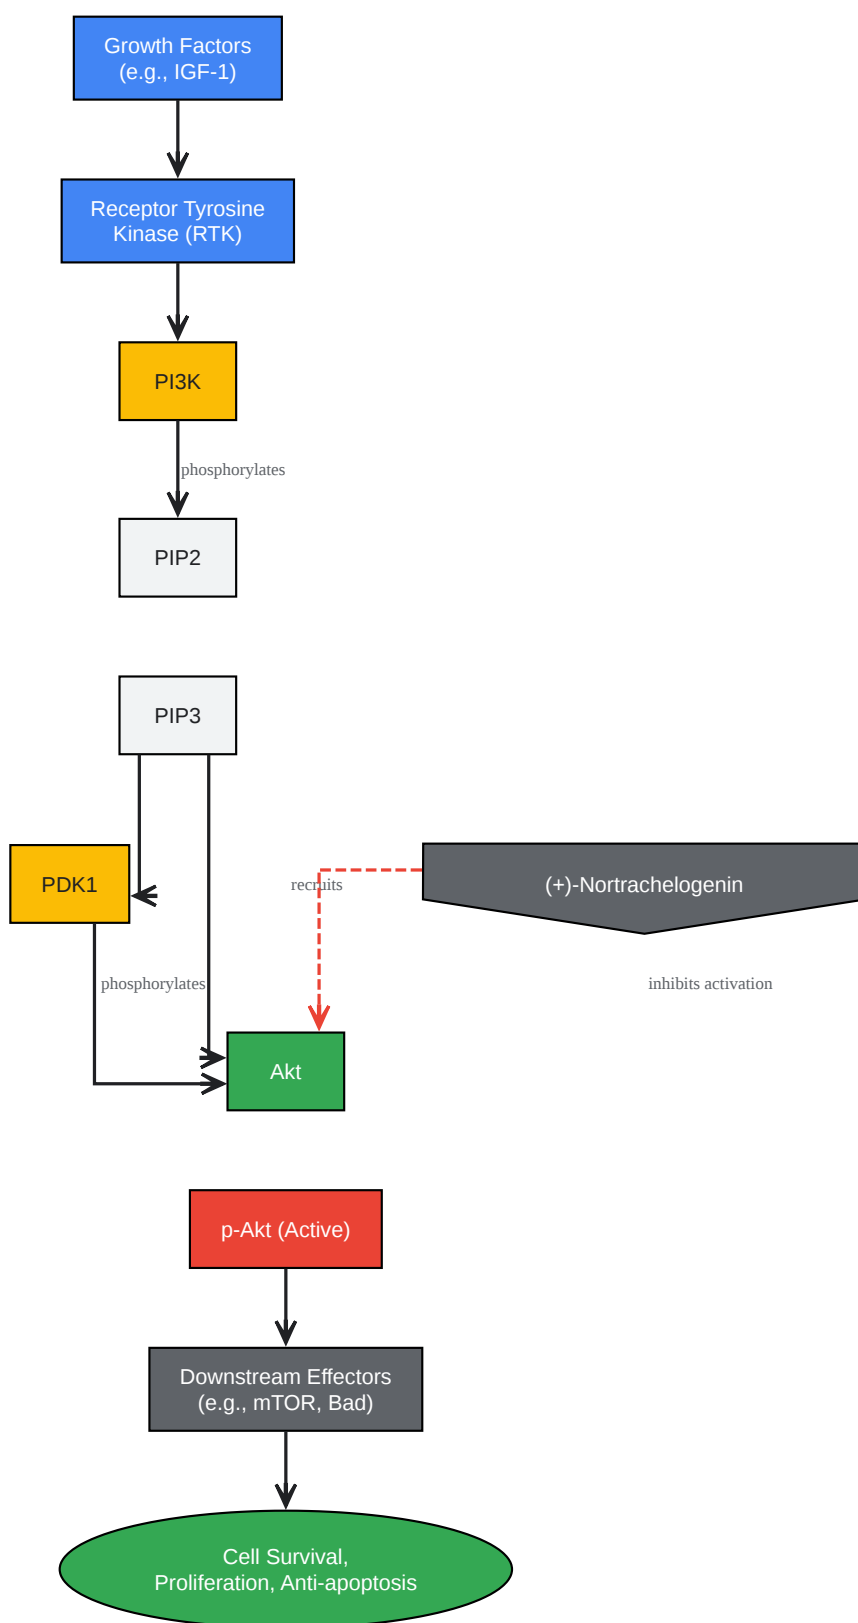 Growth Factors
(e.g., IGF-1)
Receptor Tyrosine
Kinase (RTK)
PI3K
phosphorylates
PIP2
PIP3
PDK1
recruits
(+)-Nortrachelogenin
phosphorylates
inhibits activation
Akt
p-Akt (Active)
Downstream Effectors
(e.g., mTOR, Bad)
Cell Survival,
Proliferation, Anti-apoptosis